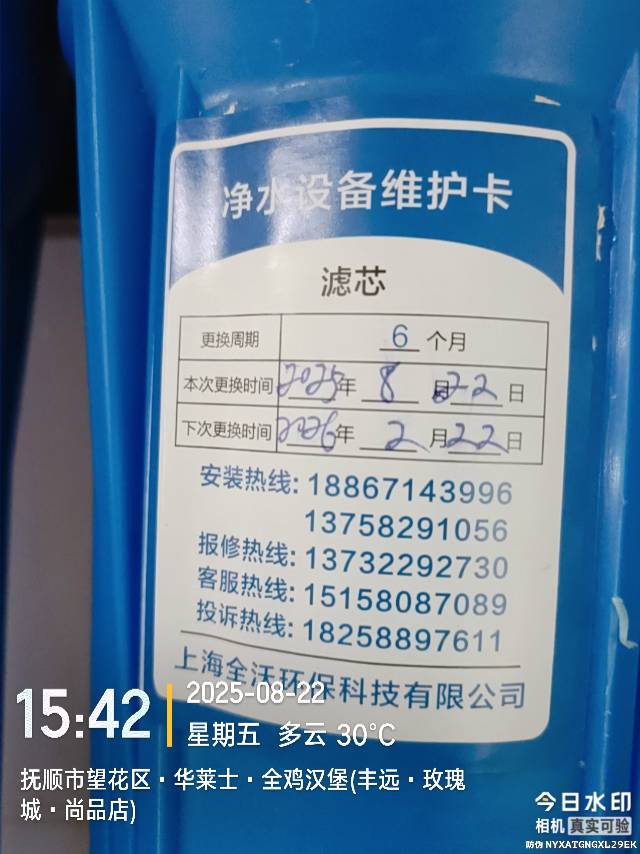 净水设备维护卡
滤芯
更换周期 6 个月
本次更换时间 2025年 8 月22日
下次更换时间 2026年 2 月22日
安装热线: 18867143996
13758291056
报修热线: 13732292730
客服热线: 15158087089
投诉热线: 18258897611
上海全沃环保科技有限公司
15:42
2025-08-22
星期五 多云 30°C
抚顺市望花区·华莱士·全鸡汉堡(丰远·玫瑰
城·尚品店)
今日水印
相机 真实可验
防伪 NYXATGNGXL29EK